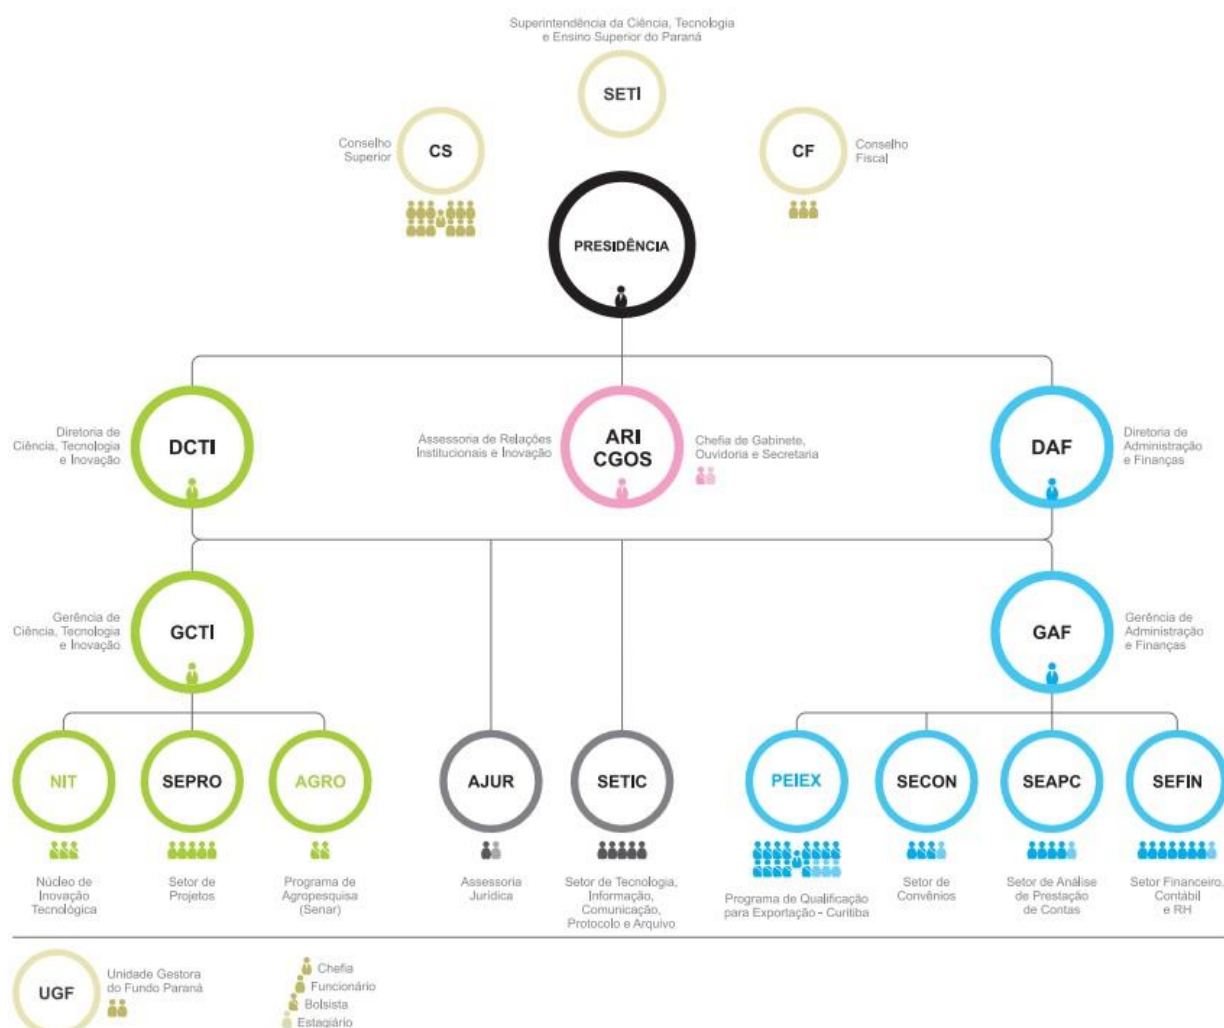 Superintendência da Ciência, Tecnologia
e Ensino Superior do Paraná
SETI
Conselho
Superior
CS
CF
Conselho
Fiscal
PRESIDÊNCIA
Diretoria de
Ciência, Tecnologia
e Inovação
DCTI
Assessoria de Relações
Institucionais e Inovação
ARI
CGOS
Chefia de Gabinete,
Ouvidoria e Secretaria
DAF
Diretoria de
Administração
e Finanças
Gerência de
Ciência, Tecnologia
e Inovação
GCTI
GAF
Gerência de
Administração
e Finanças
NIT
Núcleo de
Inovação
Tecnológica
SEPRO
Setor de
Projetos
AGRO
Programa de
Agropesquisa
(Senar)
AJUR
Assessoria
Jurídica
SETIC
Setor de Tecnologia,
Informação,
Comunicação,
Protocolo e Arquivo
PEIEX
Programa de Qualificação
para Exportação - Curitiba
SECON
Setor de
Convênios
SEAPC
Setor de Análise
de Prestação
de Contas
SEFIN
Setor Financeiro,
Contábil
e RH
UGF
Unidade Gestora
do Fundo Paraná
Chefia
Funcionário
Bolsista
Estagiário